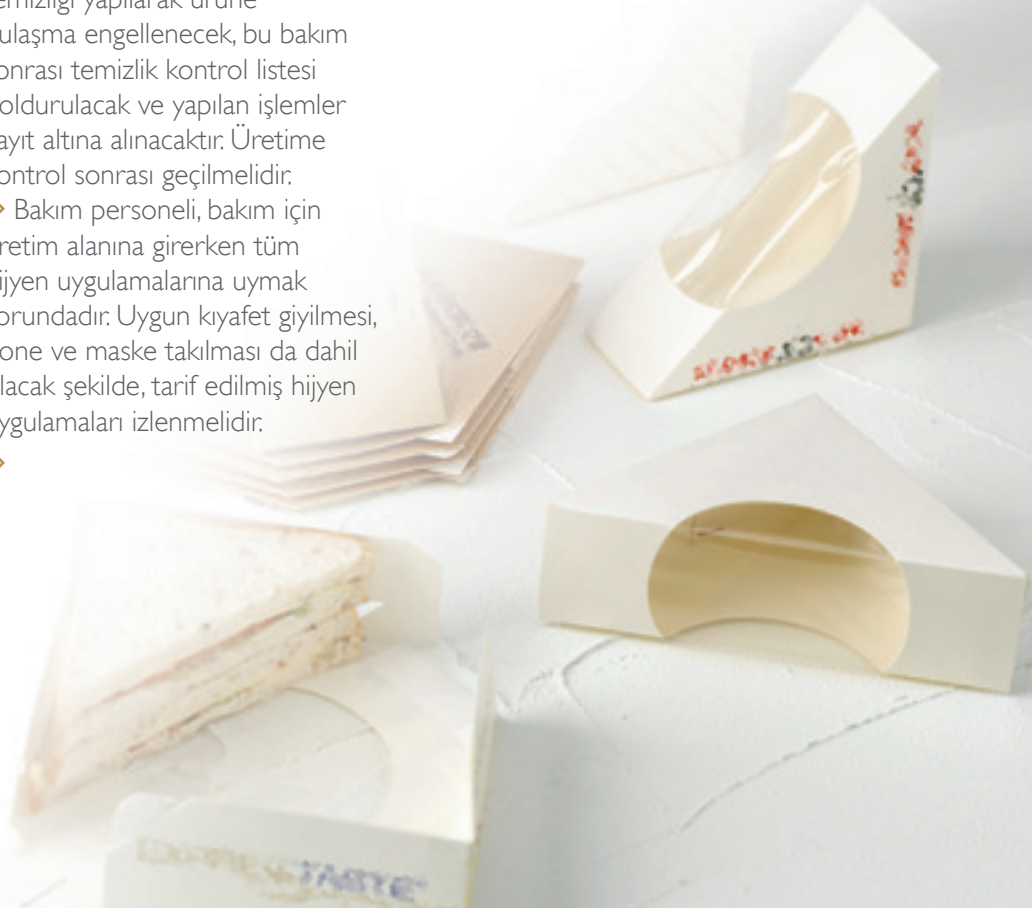 emizliği yapılarak ürüne
ulaşma engellenecek, bu bakım
onrası temizlik kontrol listesi
oldurulacak ve yapılan işlemler
ayıt altına alınacaktır. Üretime
ontrol sonrası geçilmelidir.
Bakım personeli, bakım için
retim alanına girerken tüm
ijyen uygulamalarına uymak
orundadır. Uygun kıyafet giyilmesi,
one ve maske takılması da dahil
lacak şekilde, tarif edilmiş hijyen
ygulamaları izlenmelidir.
TASTE